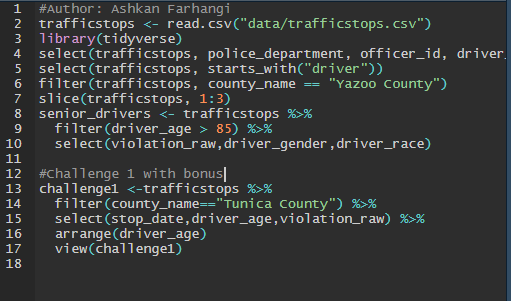 1 #Author: Ashkan Farhangi
2 trafficstops <- read.csv("data/trafficstops.csv")
3 library(tidyverse)
4 select(trafficstops, police_department, officer_id, driver_
5 select(trafficstops, starts_with("driver"))
6 filter(trafficstops, county_name == "Yazoo County")
7 slice(trafficstops, 1:3)
8 senior_drivers <- trafficstops %>%
9 filter(driver_age > 85) %>%
10 select(violation_raw,driver_gender,driver_race)
11
12 #Challenge 1 with bonus
13 challenge1 <-trafficstops %>%
14 filter(county_name=="Tunica County") %>%
15 select(stop_date,driver_age,violation_raw) %>%
16 arrange(driver_age)
17 view(challenge1)
18